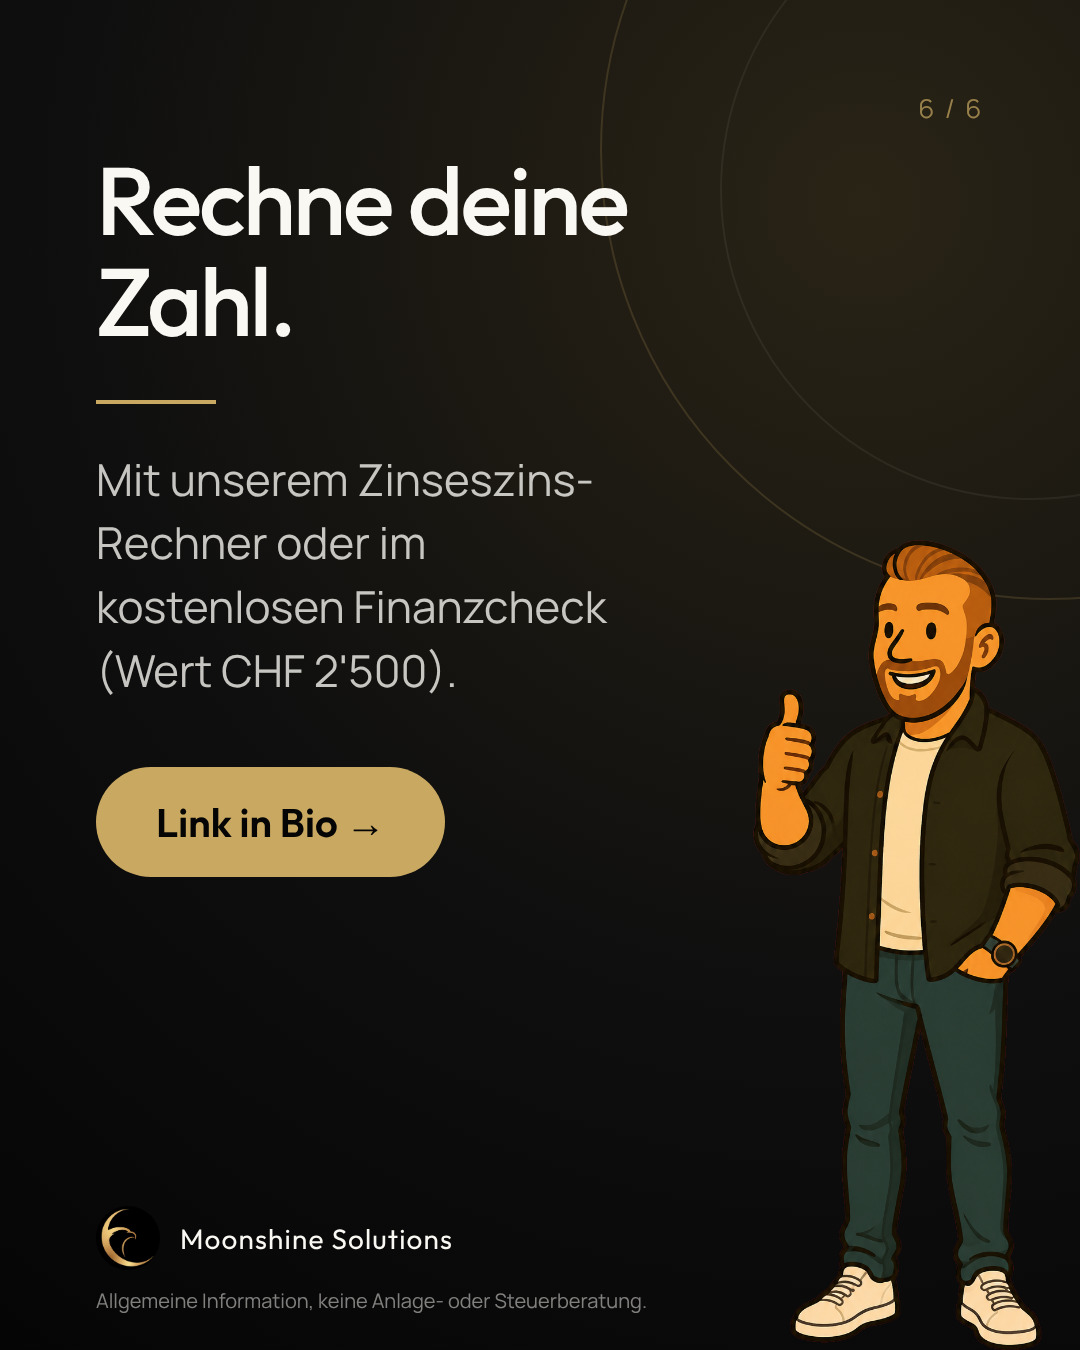 6 / 6
Rechne deine
Zahl.
Mit unserem Zinseszins-
Rechner oder im
kostenlosen Finanzcheck
(Wert CHF 2'500).
Link in Bio →
Moonshine Solutions
Allgemeine Information, keine Anlage- oder Steuerberatung.